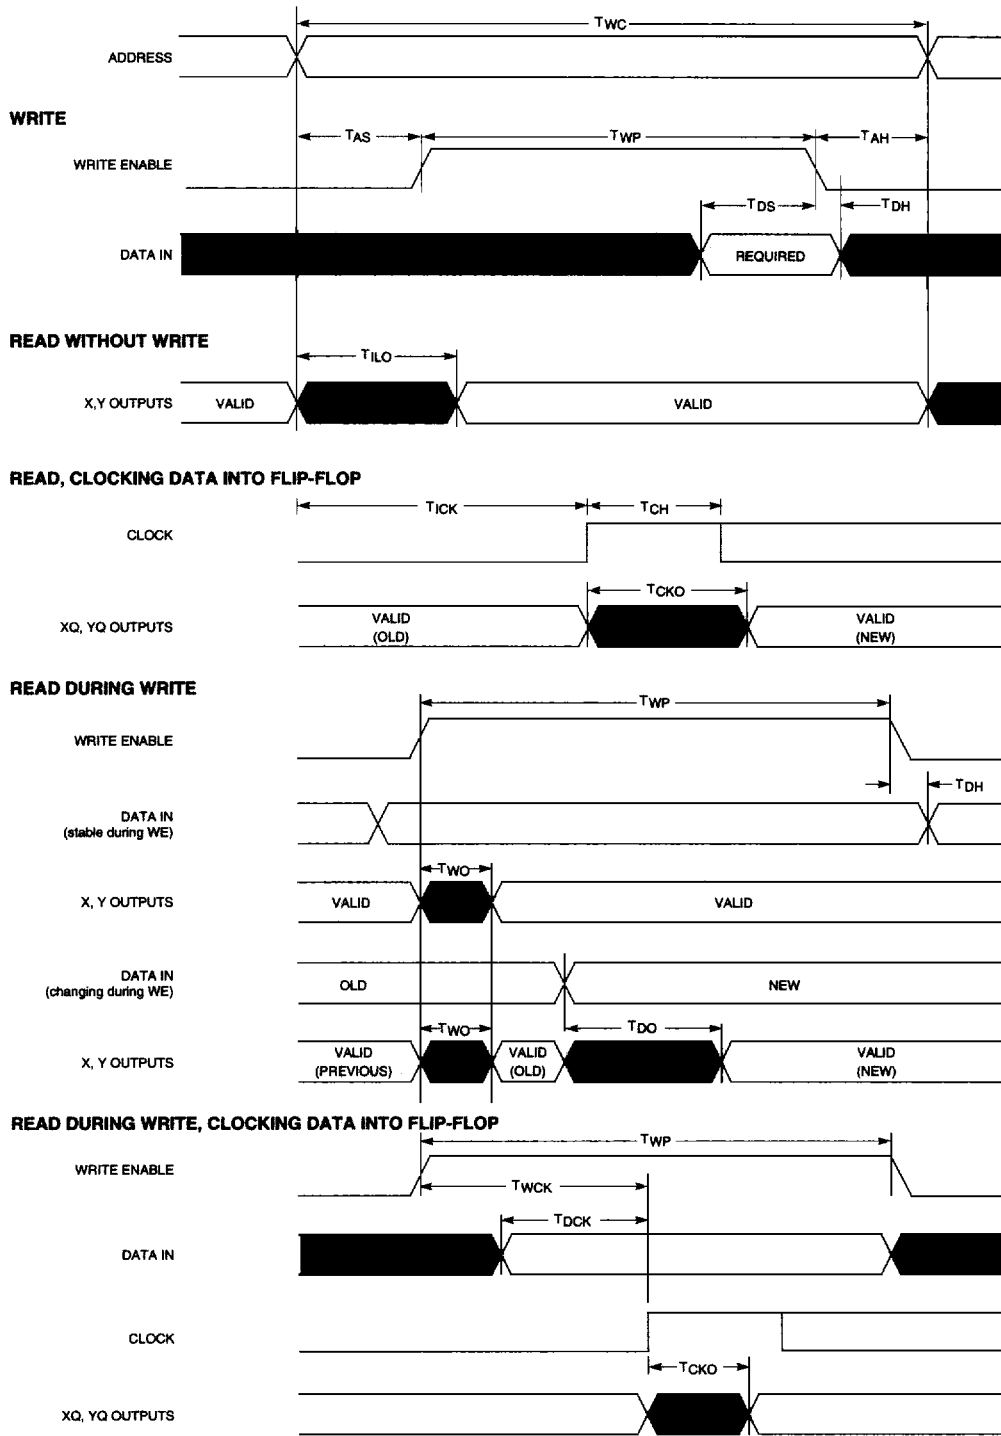 TWC
ADDRESS
WRITE
TAS TWP TAH
WRITE ENABLE
TDS TDH
DATA IN REQUIRED
READ WITHOUT WRITE
TILO
X,Y OUTPUTS VALID VALID
READ, CLOCKING DATA INTO FLIP-FLOP
TICK TCH
CLOCK
TCKO
XQ, YQ OUTPUTS VALID (OLD) VALID (NEW)
READ DURING WRITE
TWP
WRITE ENABLE
TDH
DATA IN
(stable during WE)
TWO
X, Y OUTPUTS VALID VALID
DATA IN
(changing during WE) OLD NEW
TWO TDO
X, Y OUTPUTS VALID (PREVIOUS) VALID (OLD) VALID (NEW)
READ DURING WRITE, CLOCKING DATA INTO FLIP-FLOP
TWP
WRITE ENABLE
TWCK
TDCK
DATA IN
CLOCK
TCKO
XQ, YQ OUTPUTS